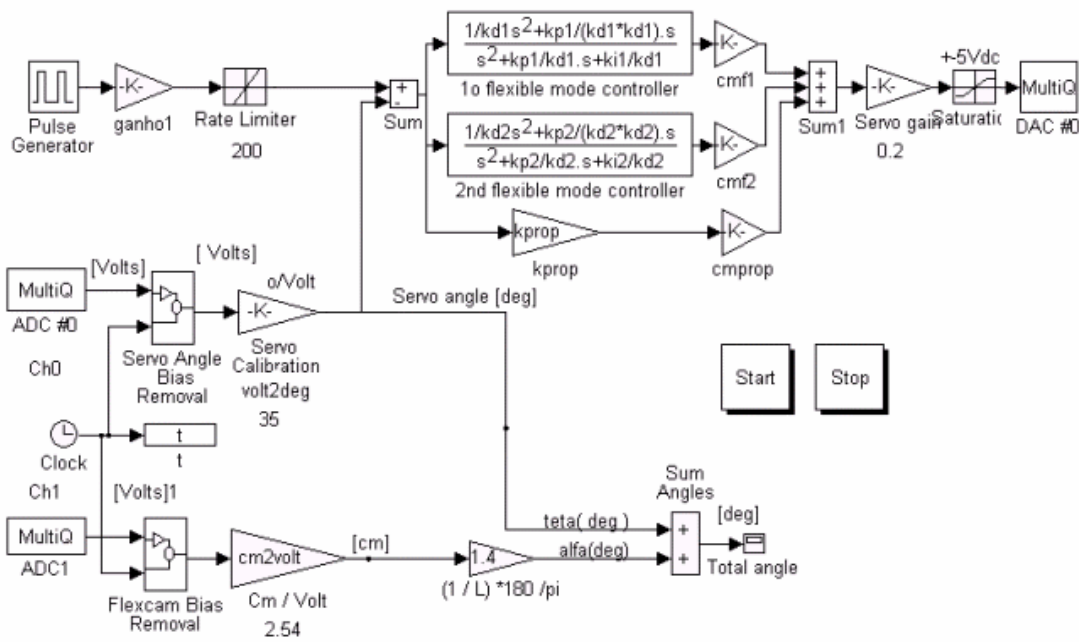 1/kd1s²+kp1/(kd1*kd1).s
s²+kp1/kd1.s+ki1/kd1
1o flexible mode controller
Pulse
Generator
-K-
ganho1
Rate Limiter
200
+
-
Sum
K-
cmf1
+
+
+
Sum1
-K-
Servo gain
0.2
+-5Vdc
Saturatic
MultiQ
DAC #0
1/kd2s²+kp2/(kd2*kd2).s
s²+kp2/kd2.s+ki2/kd2
2nd flexible mode controller
K-
cmf2
kprop
kprop
K-
cmprop
[Volts]
[ Volts]
MultiQ
ADC #0
Ch0
Servo Angle
Bias
Removal
o/Volt
-K-
Servo
Calibration
volt2deg
35
Servo angle [deg]
Start
Stop
Clock
t
t
Ch1
[Volts]1
MultiQ
ADC1
Flexcam Bias
Removal
cm2volt
Cm / Volt
2.54
[cm]
1.4
(1 / L) *180 /pi
teta( deg )
alfa(deg)
Sum
Angles
+
+
[deg]
Total angle